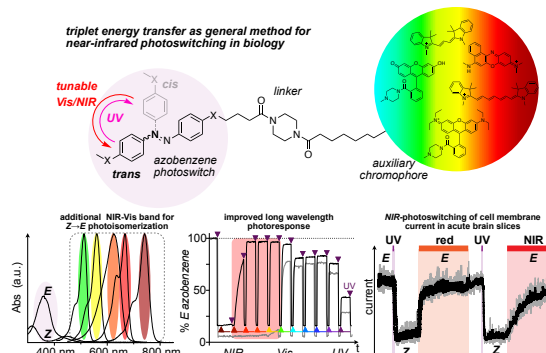 triplet energy transfer as general method for
near-infrared photoswitching in biology
tunable
Vis/NIR
UV
cis
X
N
N
X
X
trans
azobenzene
photoswitch
linker
O
N
N
O
auxiliary
chromophore
additional NIR-Vis band for
Z→E photoisomerization
Abs (a.u.)
E
Z
400 nm
600 nm
800 nm
improved long wavelength
photoresponse
% E azobenzene
100
50
0
UV
NIR
Vis
UV
t
NIR-photoswitching of cell membrane
current in acute brain slices
UV
red
UV
NIR
E
E
E
E
current
Z
Z